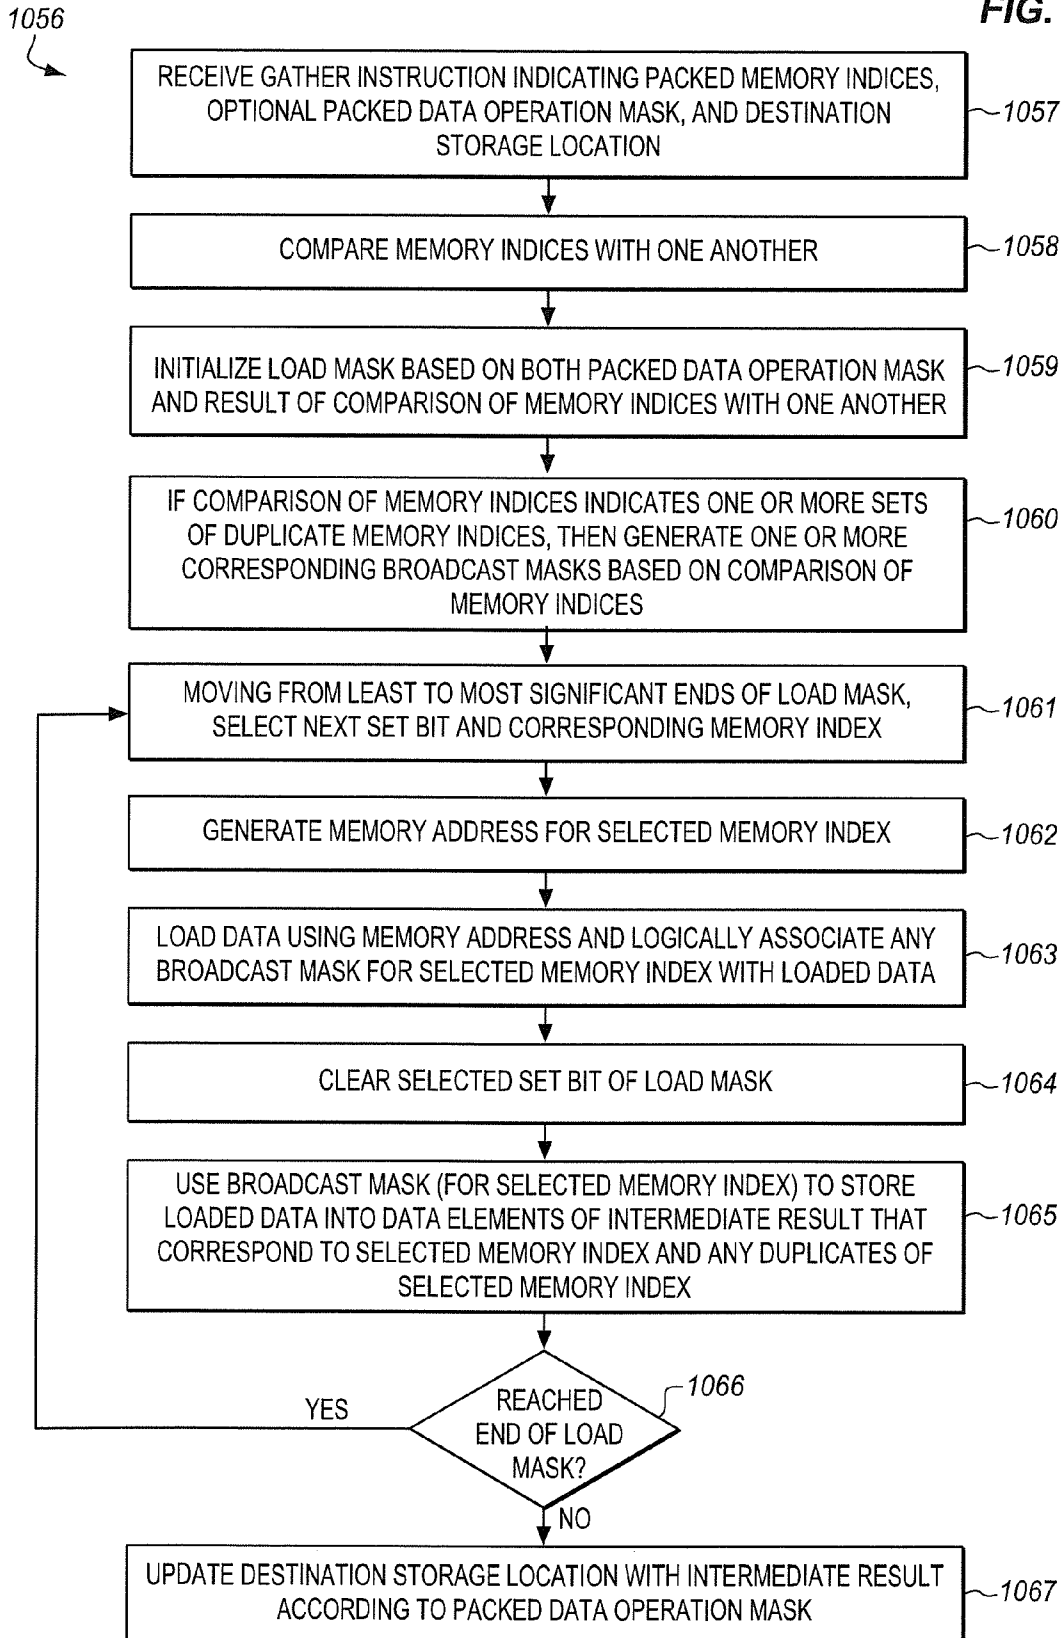 1056
FIG.
RECEIVE GATHER INSTRUCTION INDICATING PACKED MEMORY INDICES,
OPTIONAL PACKED DATA OPERATION MASK, AND DESTINATION
STORAGE LOCATION
1057
COMPARE MEMORY INDICES WITH ONE ANOTHER
1058
INITIALIZE LOAD MASK BASED ON BOTH PACKED DATA OPERATION MASK
AND RESULT OF COMPARISON OF MEMORY INDICES WITH ONE ANOTHER
1059
IF COMPARISON OF MEMORY INDICES INDICATES ONE OR MORE SETS
OF DUPLICATE MEMORY INDICES, THEN GENERATE ONE OR MORE
CORRESPONDING BROADCAST MASKS BASED ON COMPARISON OF
MEMORY INDICES
1060
MOVING FROM LEAST TO MOST SIGNIFICANT ENDS OF LOAD MASK,
SELECT NEXT SET BIT AND CORRESPONDING MEMORY INDEX
1061
GENERATE MEMORY ADDRESS FOR SELECTED MEMORY INDEX
1062
LOAD DATA USING MEMORY ADDRESS AND LOGICALLY ASSOCIATE ANY
BROADCAST MASK FOR SELECTED MEMORY INDEX WITH LOADED DATA
1063
CLEAR SELECTED SET BIT OF LOAD MASK
1064
USE BROADCAST MASK (FOR SELECTED MEMORY INDEX) TO STORE
LOADED DATA INTO DATA ELEMENTS OF INTERMEDIATE RESULT THAT
CORRESPOND TO SELECTED MEMORY INDEX AND ANY DUPLICATES OF
SELECTED MEMORY INDEX
1065
REACHED
END OF LOAD
MASK?
1066
YES
NO
UPDATE DESTINATION STORAGE LOCATION WITH INTERMEDIATE RESULT
ACCORDING TO PACKED DATA OPERATION MASK
1067